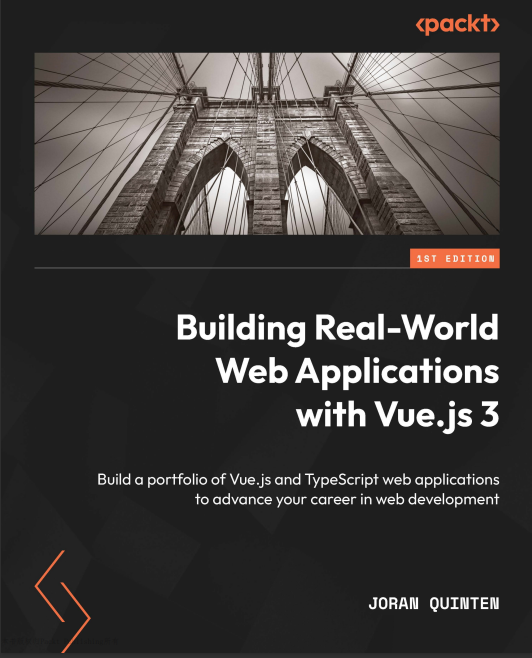 <packt>
1ST EDITION
Building Real-World
Web Applications
with Vue.js 3
Build a portfolio of Vue.js and TypeScript web applications
to advance your career in web development
JORAN QUINTEN